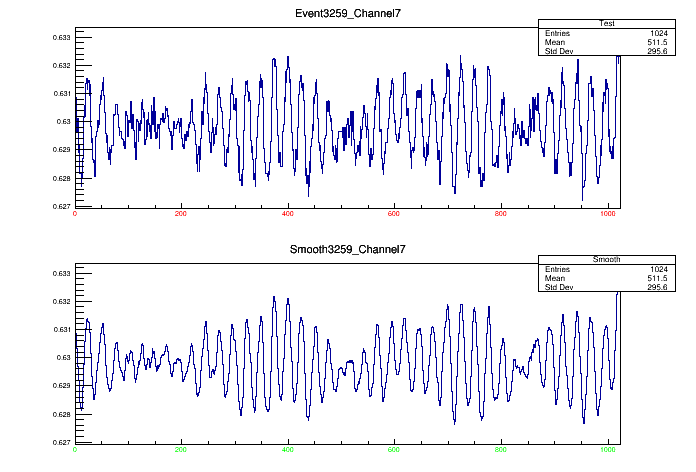 Event3259_Channel7
Test
Entries 1024
Mean 511.5
Std Dev 295.6
0.633
0.632
0.631
0.63
0.629
0.628
0.627
0 200 400 600 800 1000
Smooth3259_Channel7
Smooth
Entries 1024
Mean 511.5
Std Dev 295.6
0.633
0.632
0.631
0.63
0.629
0.628
0.627
0 200 400 600 800 1000